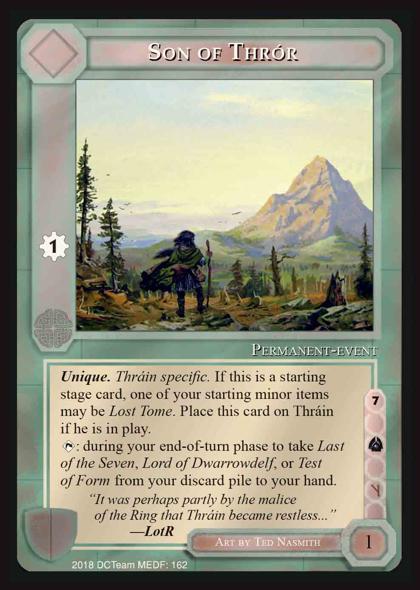 Son of Thrór
1
Permanent-event
Unique. Thráin specific. If this is a starting
stage card, one of your starting minor items
may be Lost Tome. Place this card on Thráin
if he is in play.
: during your end-of-turn phase to take Last
of the Seven, Lord of Dwarrowdelf, or Test
of Form from your discard pile to your hand.
“It was perhaps partly by the malice
of the Ring that Thráin became restless...”
—LotR
7
Art by Ted Nasmith
1
2018 DCTeam MEDF: 162